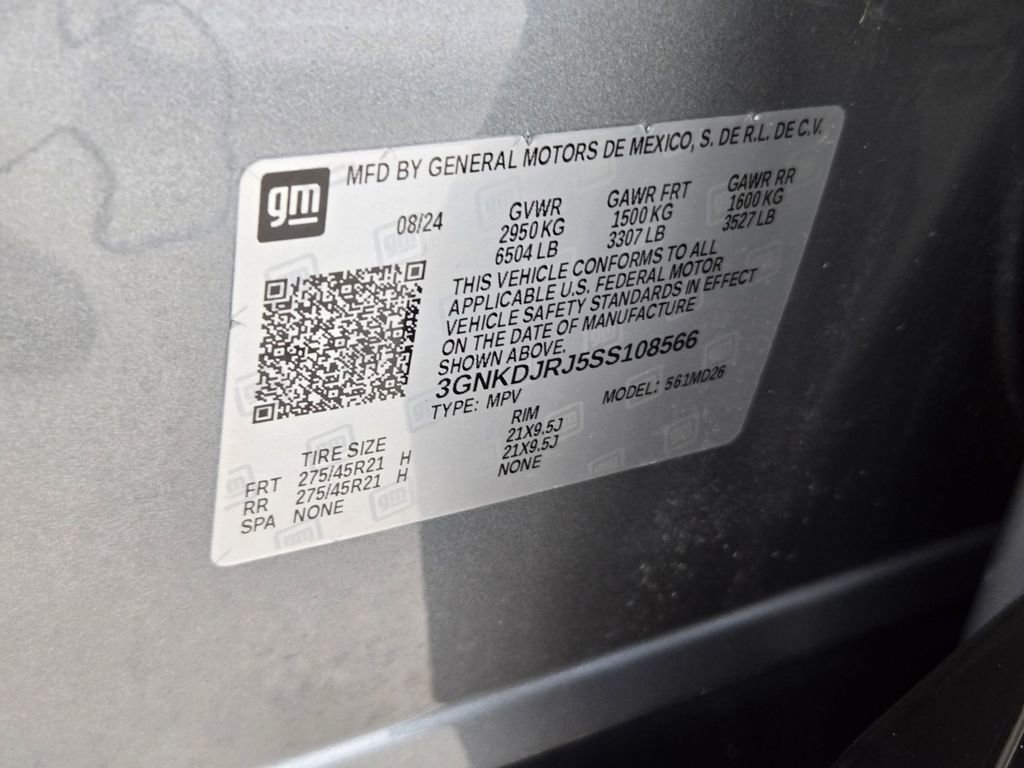 gm
MFD BY GENERAL MOTORS DE MEXICO, S. DE R.L. DE C.V.
08/24
GVWR
2950 KG
6504 LB
GAWR FRT
1500 KG
3307 LB
GAWR RR
1600 KG
3527 LB
THIS VEHICLE CONFORMS TO ALL
APPLICABLE U.S. FEDERAL MOTOR
VEHICLE SAFETY STANDARDS IN EFFECT
ON THE DATE OF MANUFACTURE
SHOWN ABOVE.
3GNKDJRJ5SS108566
TYPE: MPV MODEL: 561MD26
TIRE SIZE RIM
FRT 275/45R21 H 21X9.5J
RR 275/45R21 H 21X9.5J
SPA NONE NONE